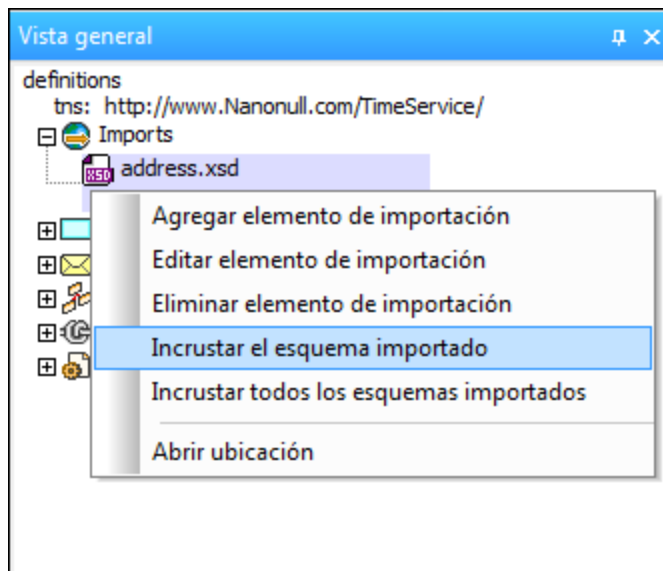 Vista general
definitions
tns: http://www.Nanonull.com/TimeService/
Imports
XSD address.xsd
Agregar elemento de importación
Editar elemento de importación
Eliminar elemento de importación
Incrustar el esquema importado
Incrustar todos los esquemas importados
Abrir ubicación